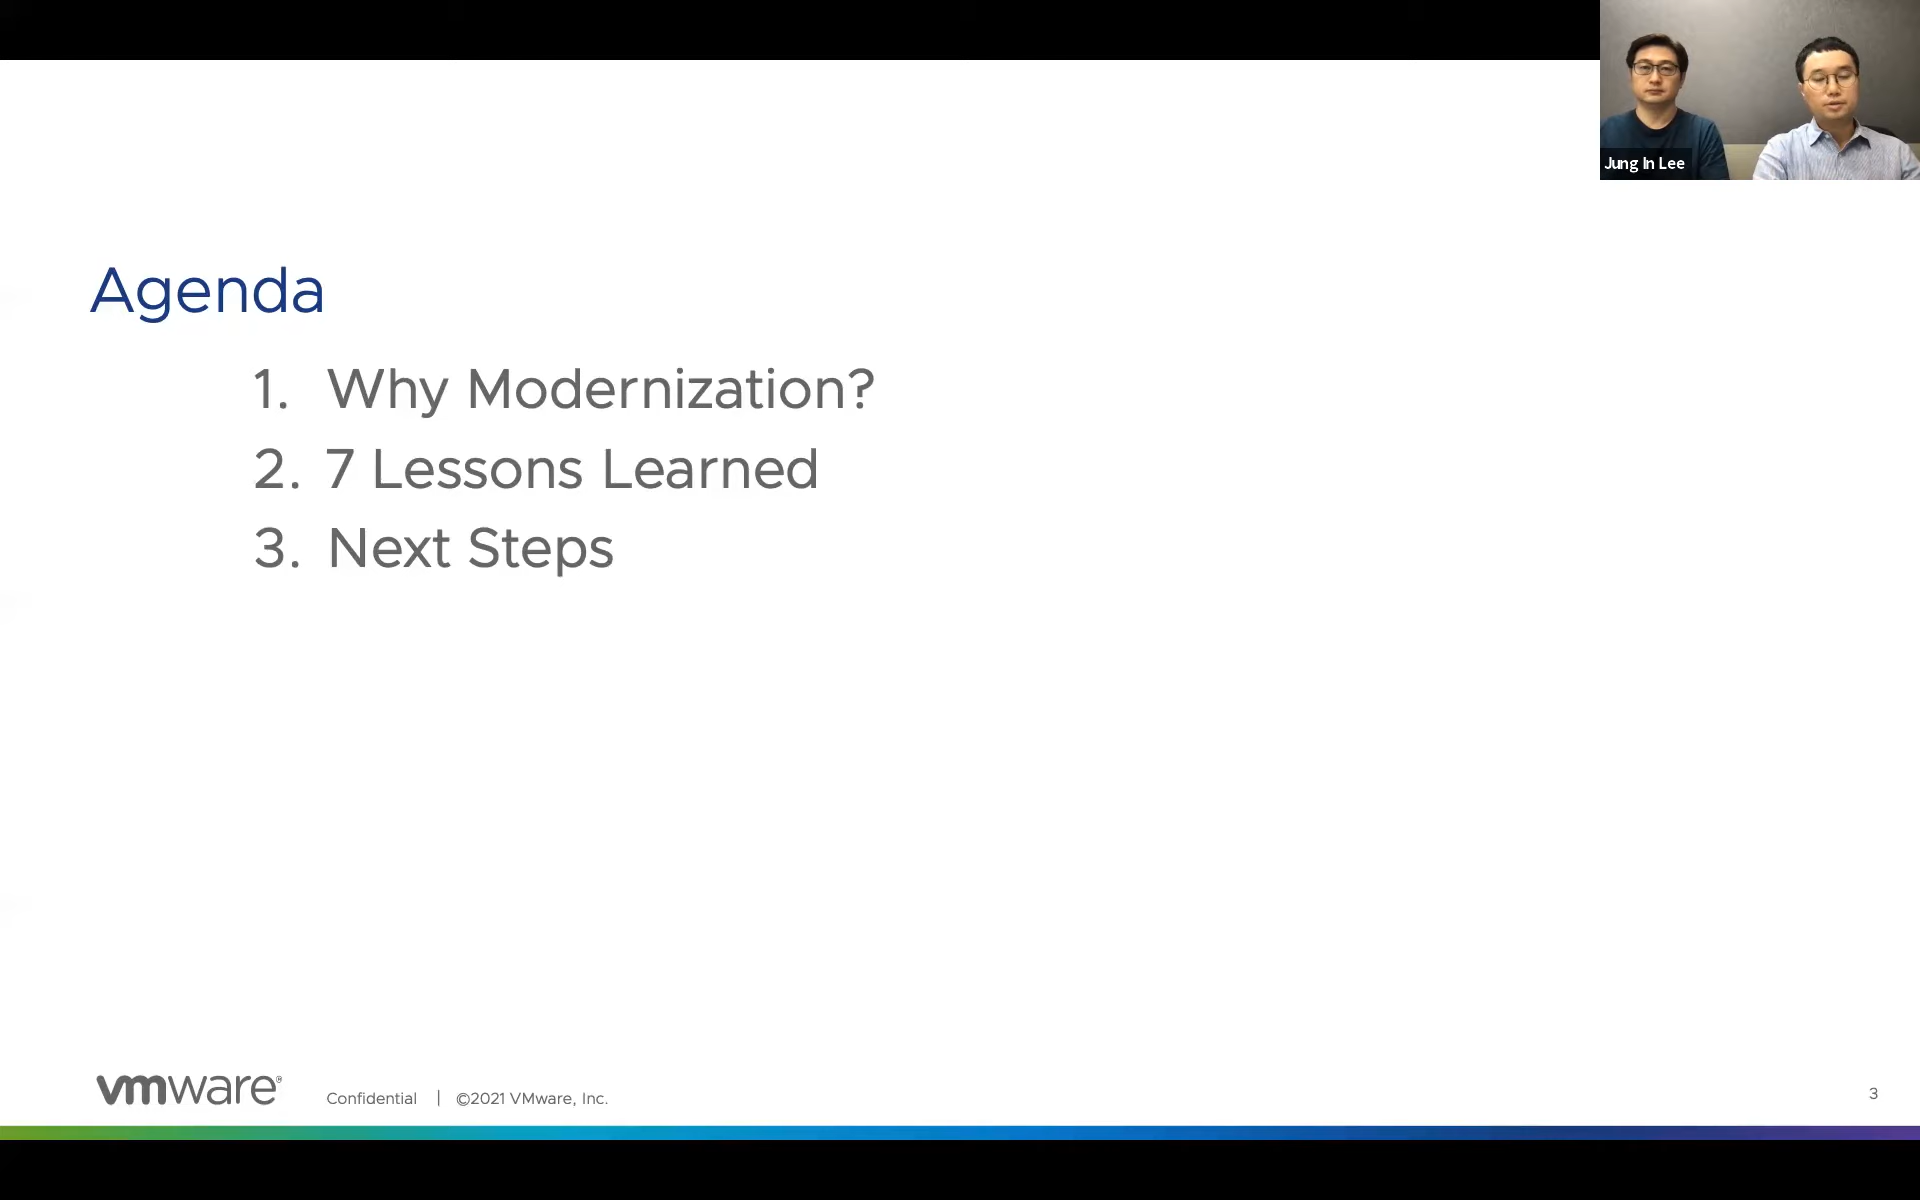 Jung In Lee
Agenda
1. Why Modernization?
2. 7 Lessons Learned
3. Next Steps
vmware®
Confidential | ©2021 VMware, Inc.
3